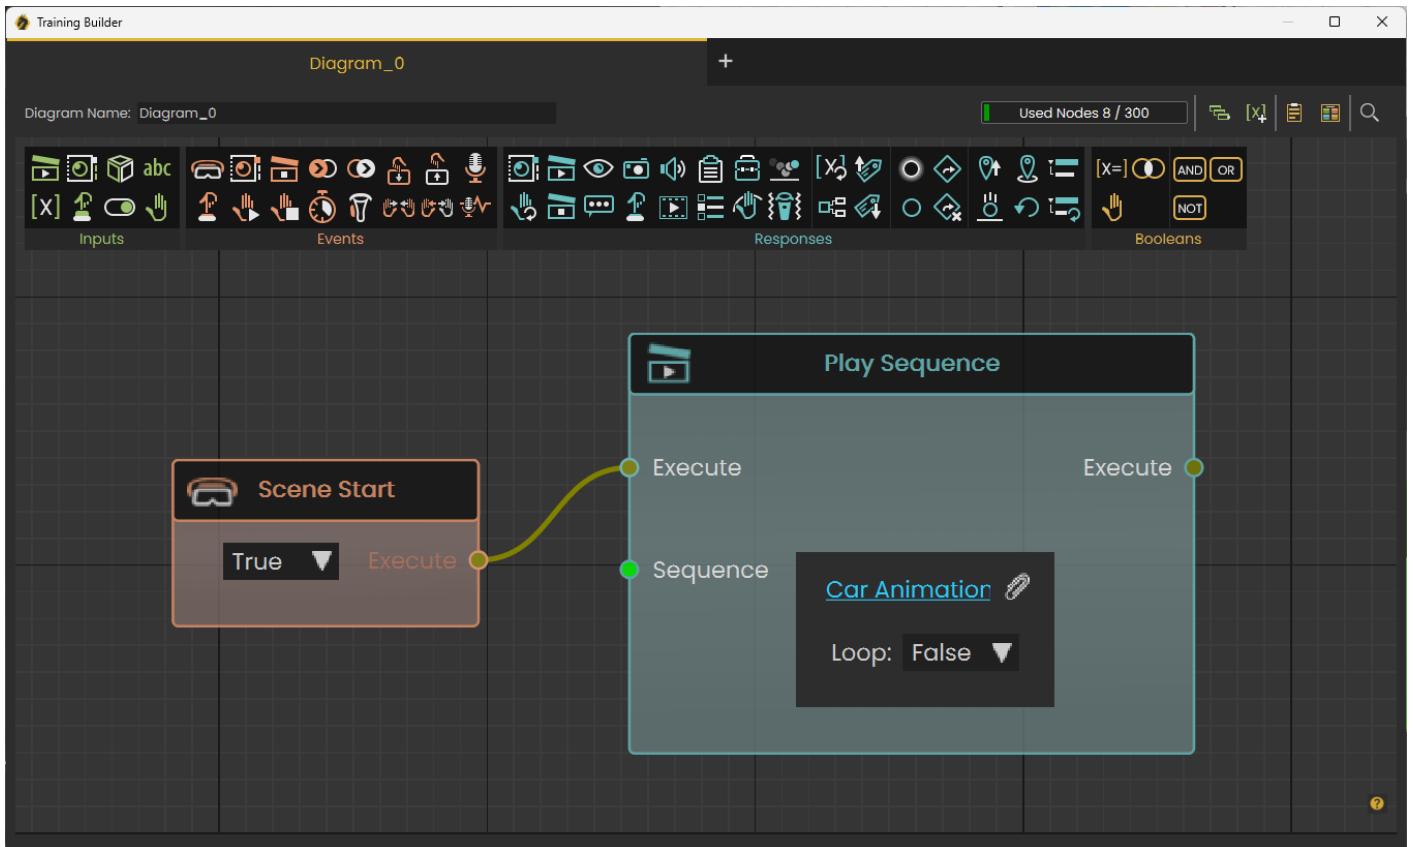 Training Builder
Diagram_0
+
Diagram Name: Diagram_0
Used Nodes 8 / 300
[x]
abc
[x]
[x]
[x=]
AND
OR
[x]
NOT
Inputs
Events
Responses
Booleans
Play Sequence
Execute
Execute
Scene Start
True
Execute
Sequence
Car Animation
Loop: False
?